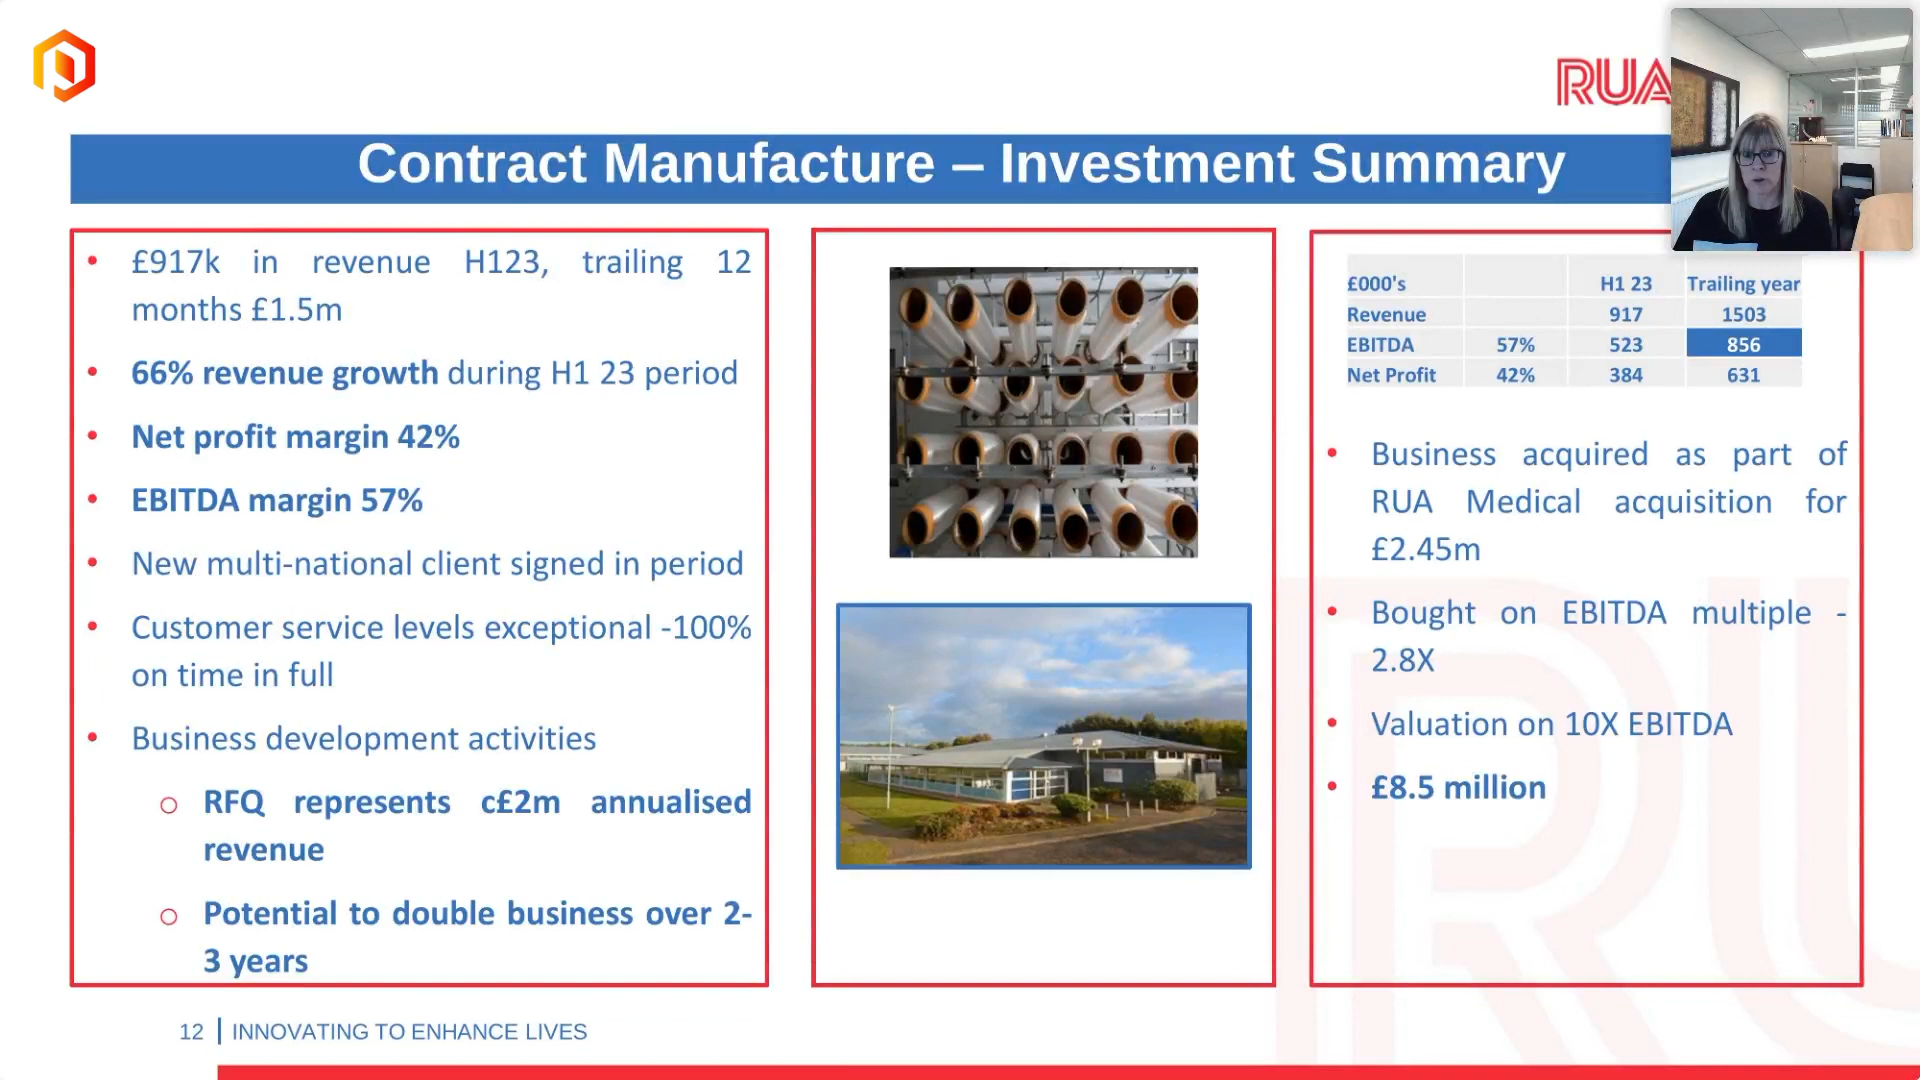 RUA
Contract Manufacture – Investment Summary
• £917k in revenue H123, trailing 12
months £1.5m
• 66% revenue growth during H1 23 period
• Net profit margin 42%
• EBITDA margin 57%
• New multi-national client signed in period
• Customer service levels exceptional -100%
on time in full
• Business development activities
o RFQ represents c£2m annualised
revenue
o Potential to double business over 2-
3 years
£000's H1 23 Trailing year
Revenue 917 1503
EBITDA 57% 523 856
Net Profit 42% 384 631
• Business acquired as part of
RUA Medical acquisition for
£2.45m
• Bought on EBITDA multiple -
2.8X
• Valuation on 10X EBITDA
• £8.5 million
12 | INNOVATING TO ENHANCE LIVES